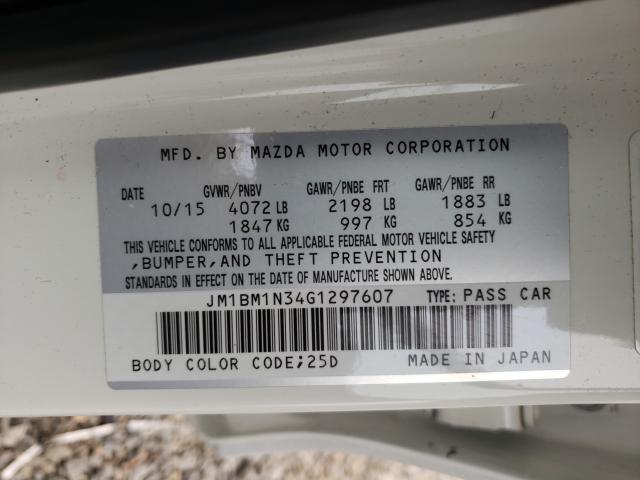 MFD. BY MAZDA MOTOR CORPORATION
DATE GVWR/PNBV GAWR/PNBE FRT GAWR/PNBE RR
10/15 4072 LB 2198 LB 1883 LB
1847 KG 997 KG 854 KG
THIS VEHICLE CONFORMS TO ALL APPLICABLE FEDERAL MOTOR VEHICLE SAFETY
,BUMPER,AND THEFT PREVENTION
STANDARDS IN EFFECT ON THE DATE OF MANUFACTURE SHOWN ABOVE.
JM1BM1N34G1297607 TYPE: PASS CAR
BODY COLOR CODE;25D MADE IN JAPAN